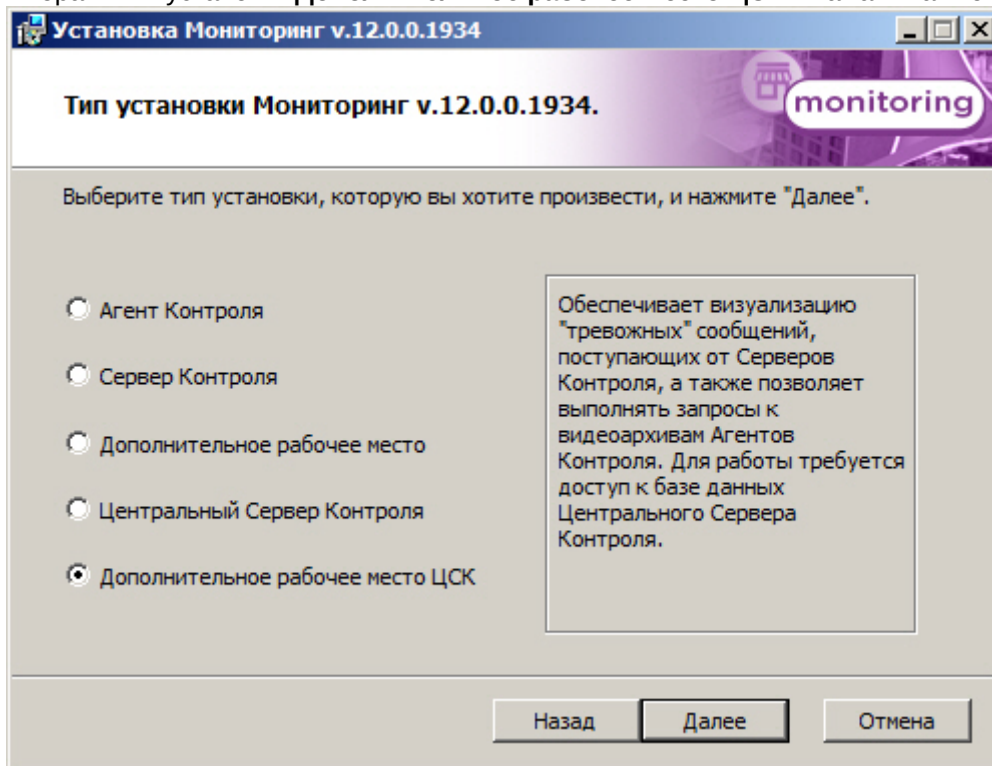 Установка Мониторинг v.12.0.0.1934
Тип установки Мониторинг v.12.0.0.1934.
monitoring
Выберите тип установки, которую вы хотите произвести, и нажмите "Далее".
Агент Контроля
Сервер Контроля
Дополнительное рабочее место
Центральный Сервер Контроля
Дополнительное рабочее место ЦСК
Обеспечивает визуализацию
"тревожных" сообщений,
поступающих от Серверов
Контроля, а также позволяет
выполнять запросы к
видеоархивам Агентов
Контроля. Для работы требуется
доступ к базе данных
Центрального Сервера
Контроля.
Назад
Далее
Отмена